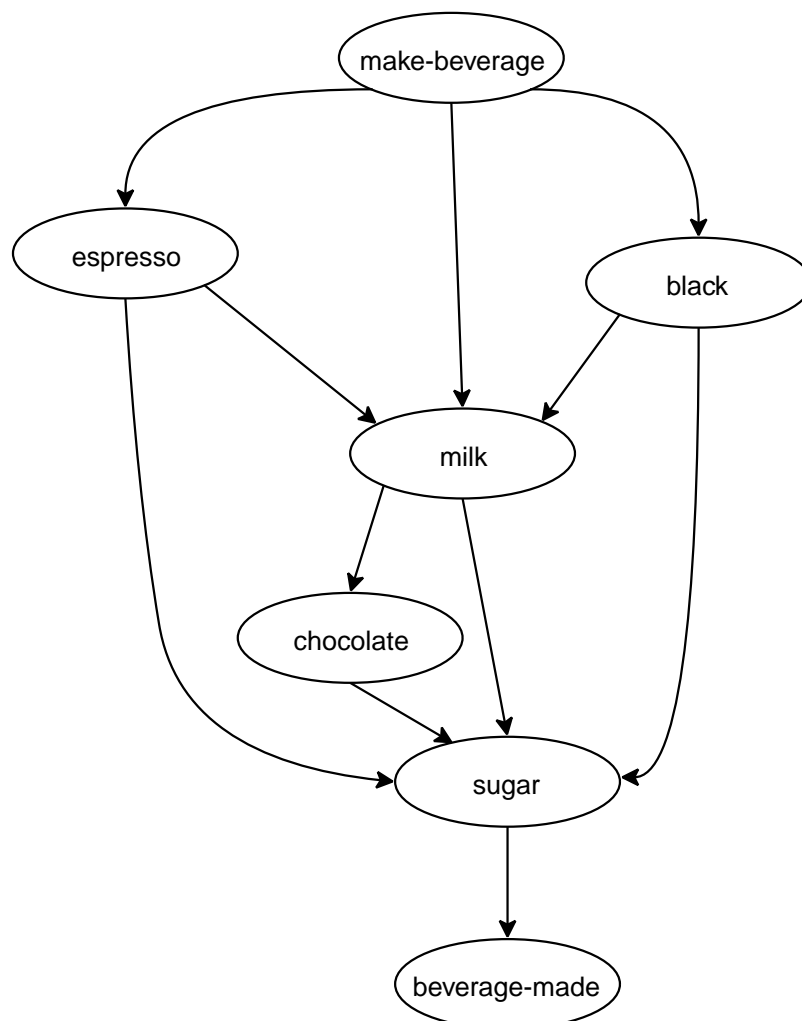 make-beverage
espresso
black
milk
chocolate
sugar
beverage-made